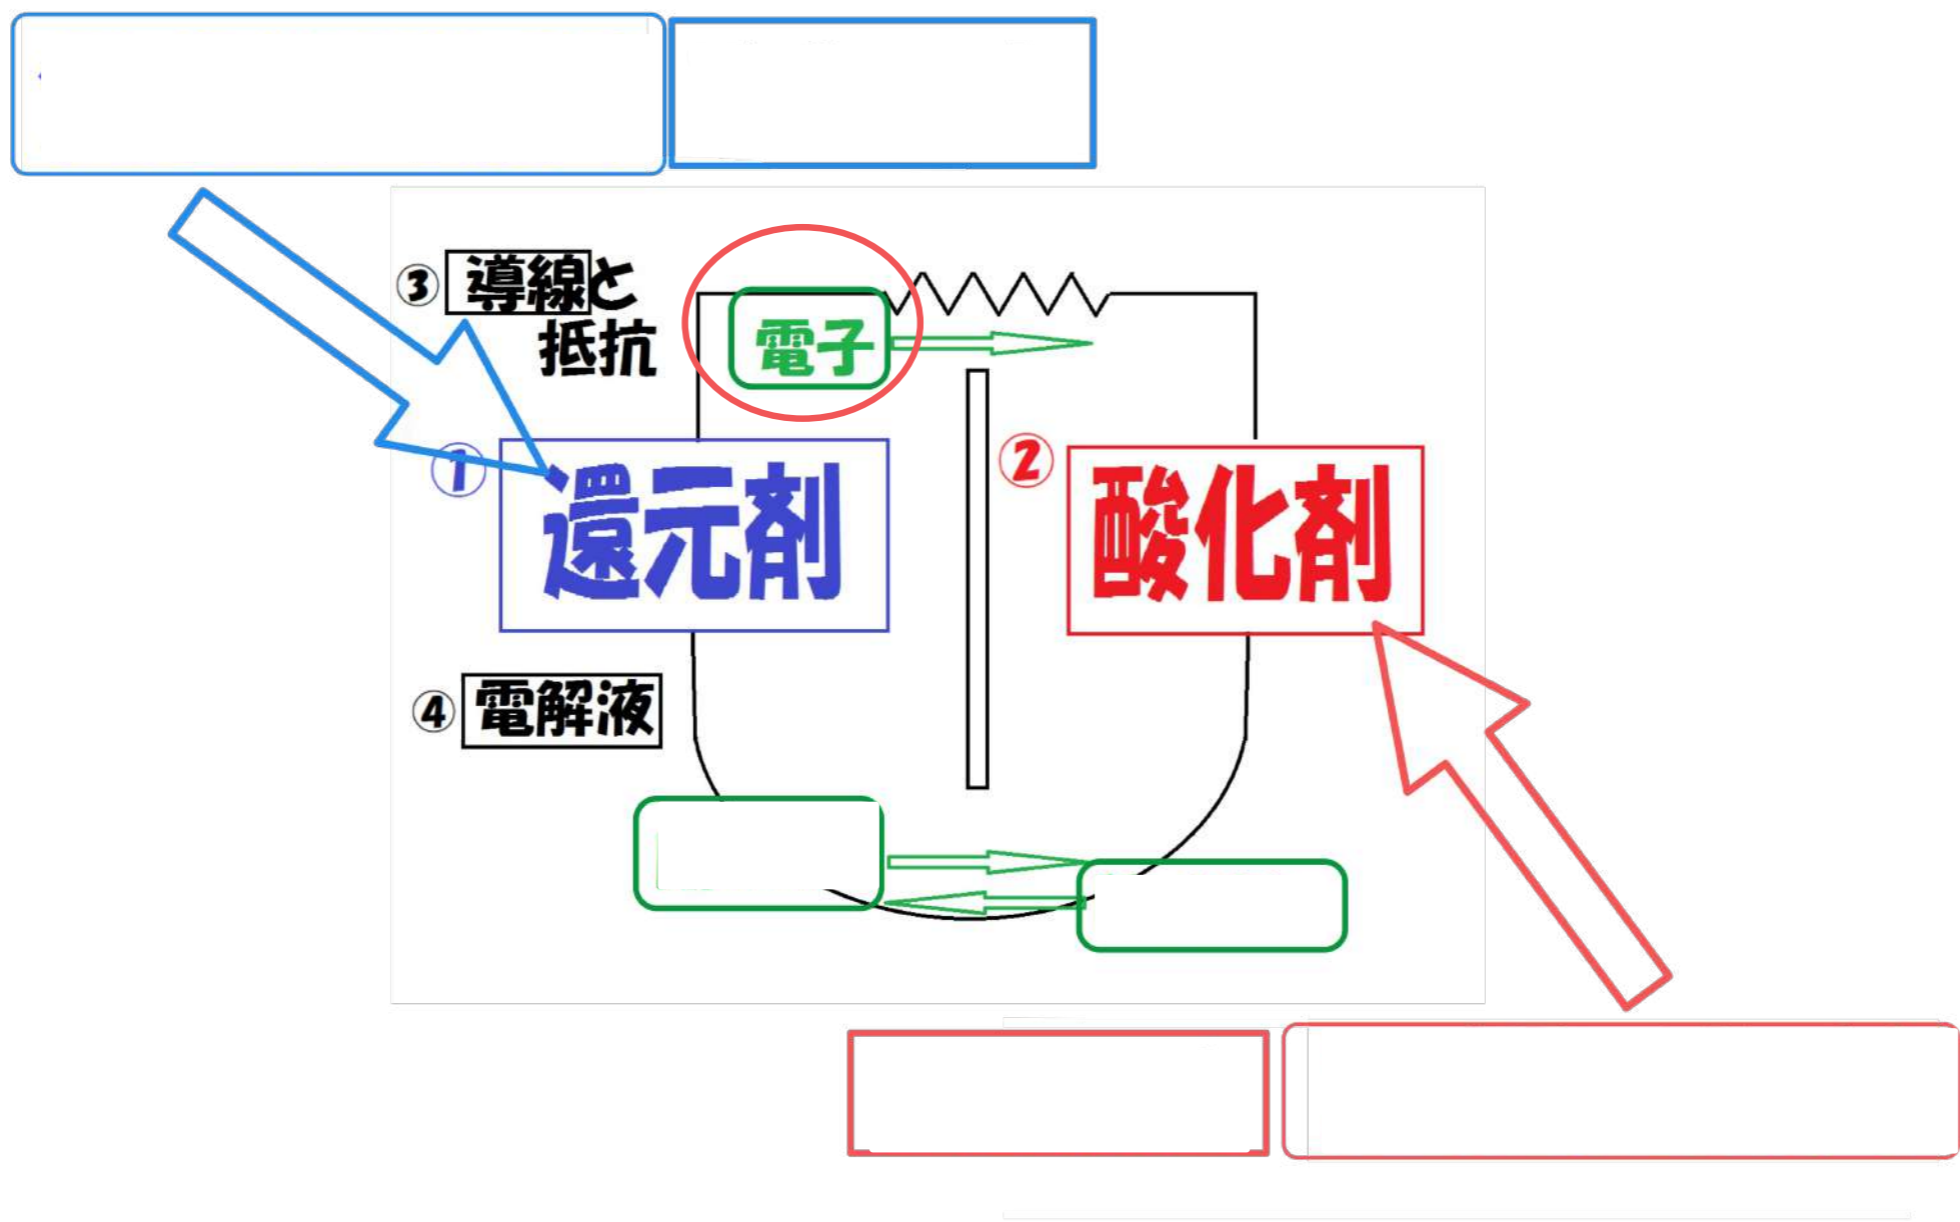 ③ 導線と
抵抗
電子
① 還元剤
② 酸化剤
④ 電解液